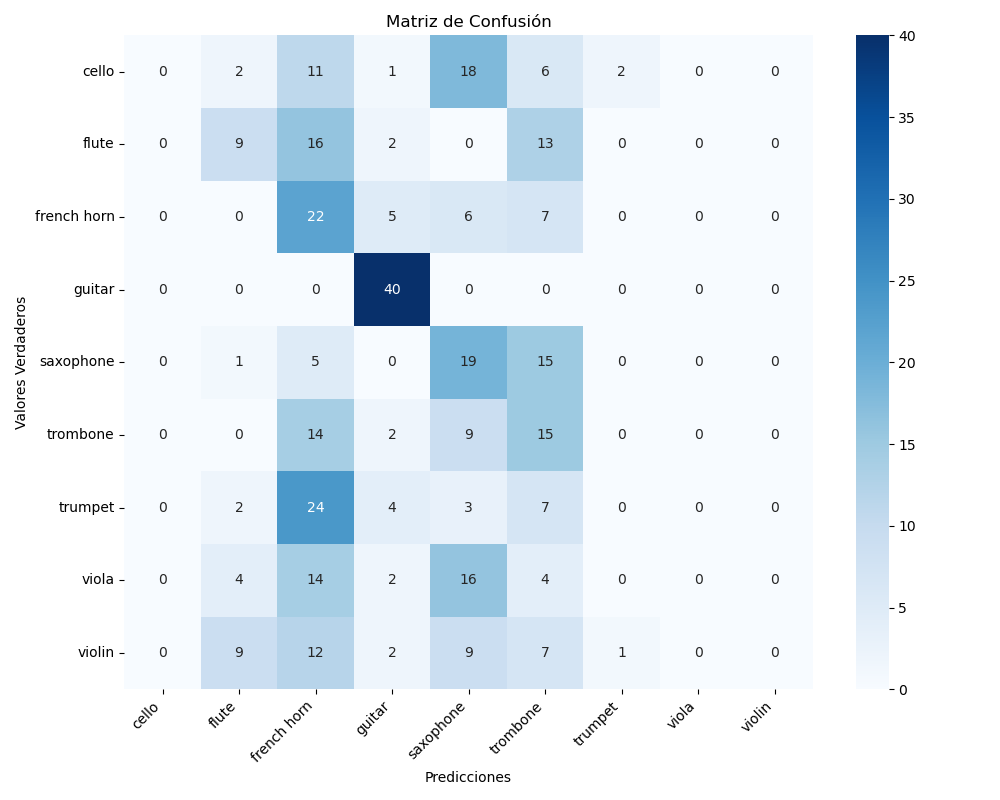 Matriz de Confusión
cello 0 2 11 1 18 6 2 0 0
flute 0 9 16 2 0 13 0 0 0
french horn 0 0 22 5 6 7 0 0 0
guitar 0 0 0 40 0 0 0 0 0
saxophone 0 1 5 0 19 15 0 0 0
trombone 0 0 14 2 9 15 0 0 0
trumpet 0 2 24 4 3 7 0 0 0
viola 0 4 14 2 16 4 0 0 0
violin 0 9 12 2 9 7 1 0 0
cello flute french horn guitar saxophone trombone trumpet viola violin
Predicciones
Valores Verdaderos
40
35
30
25
20
15
10
5
0